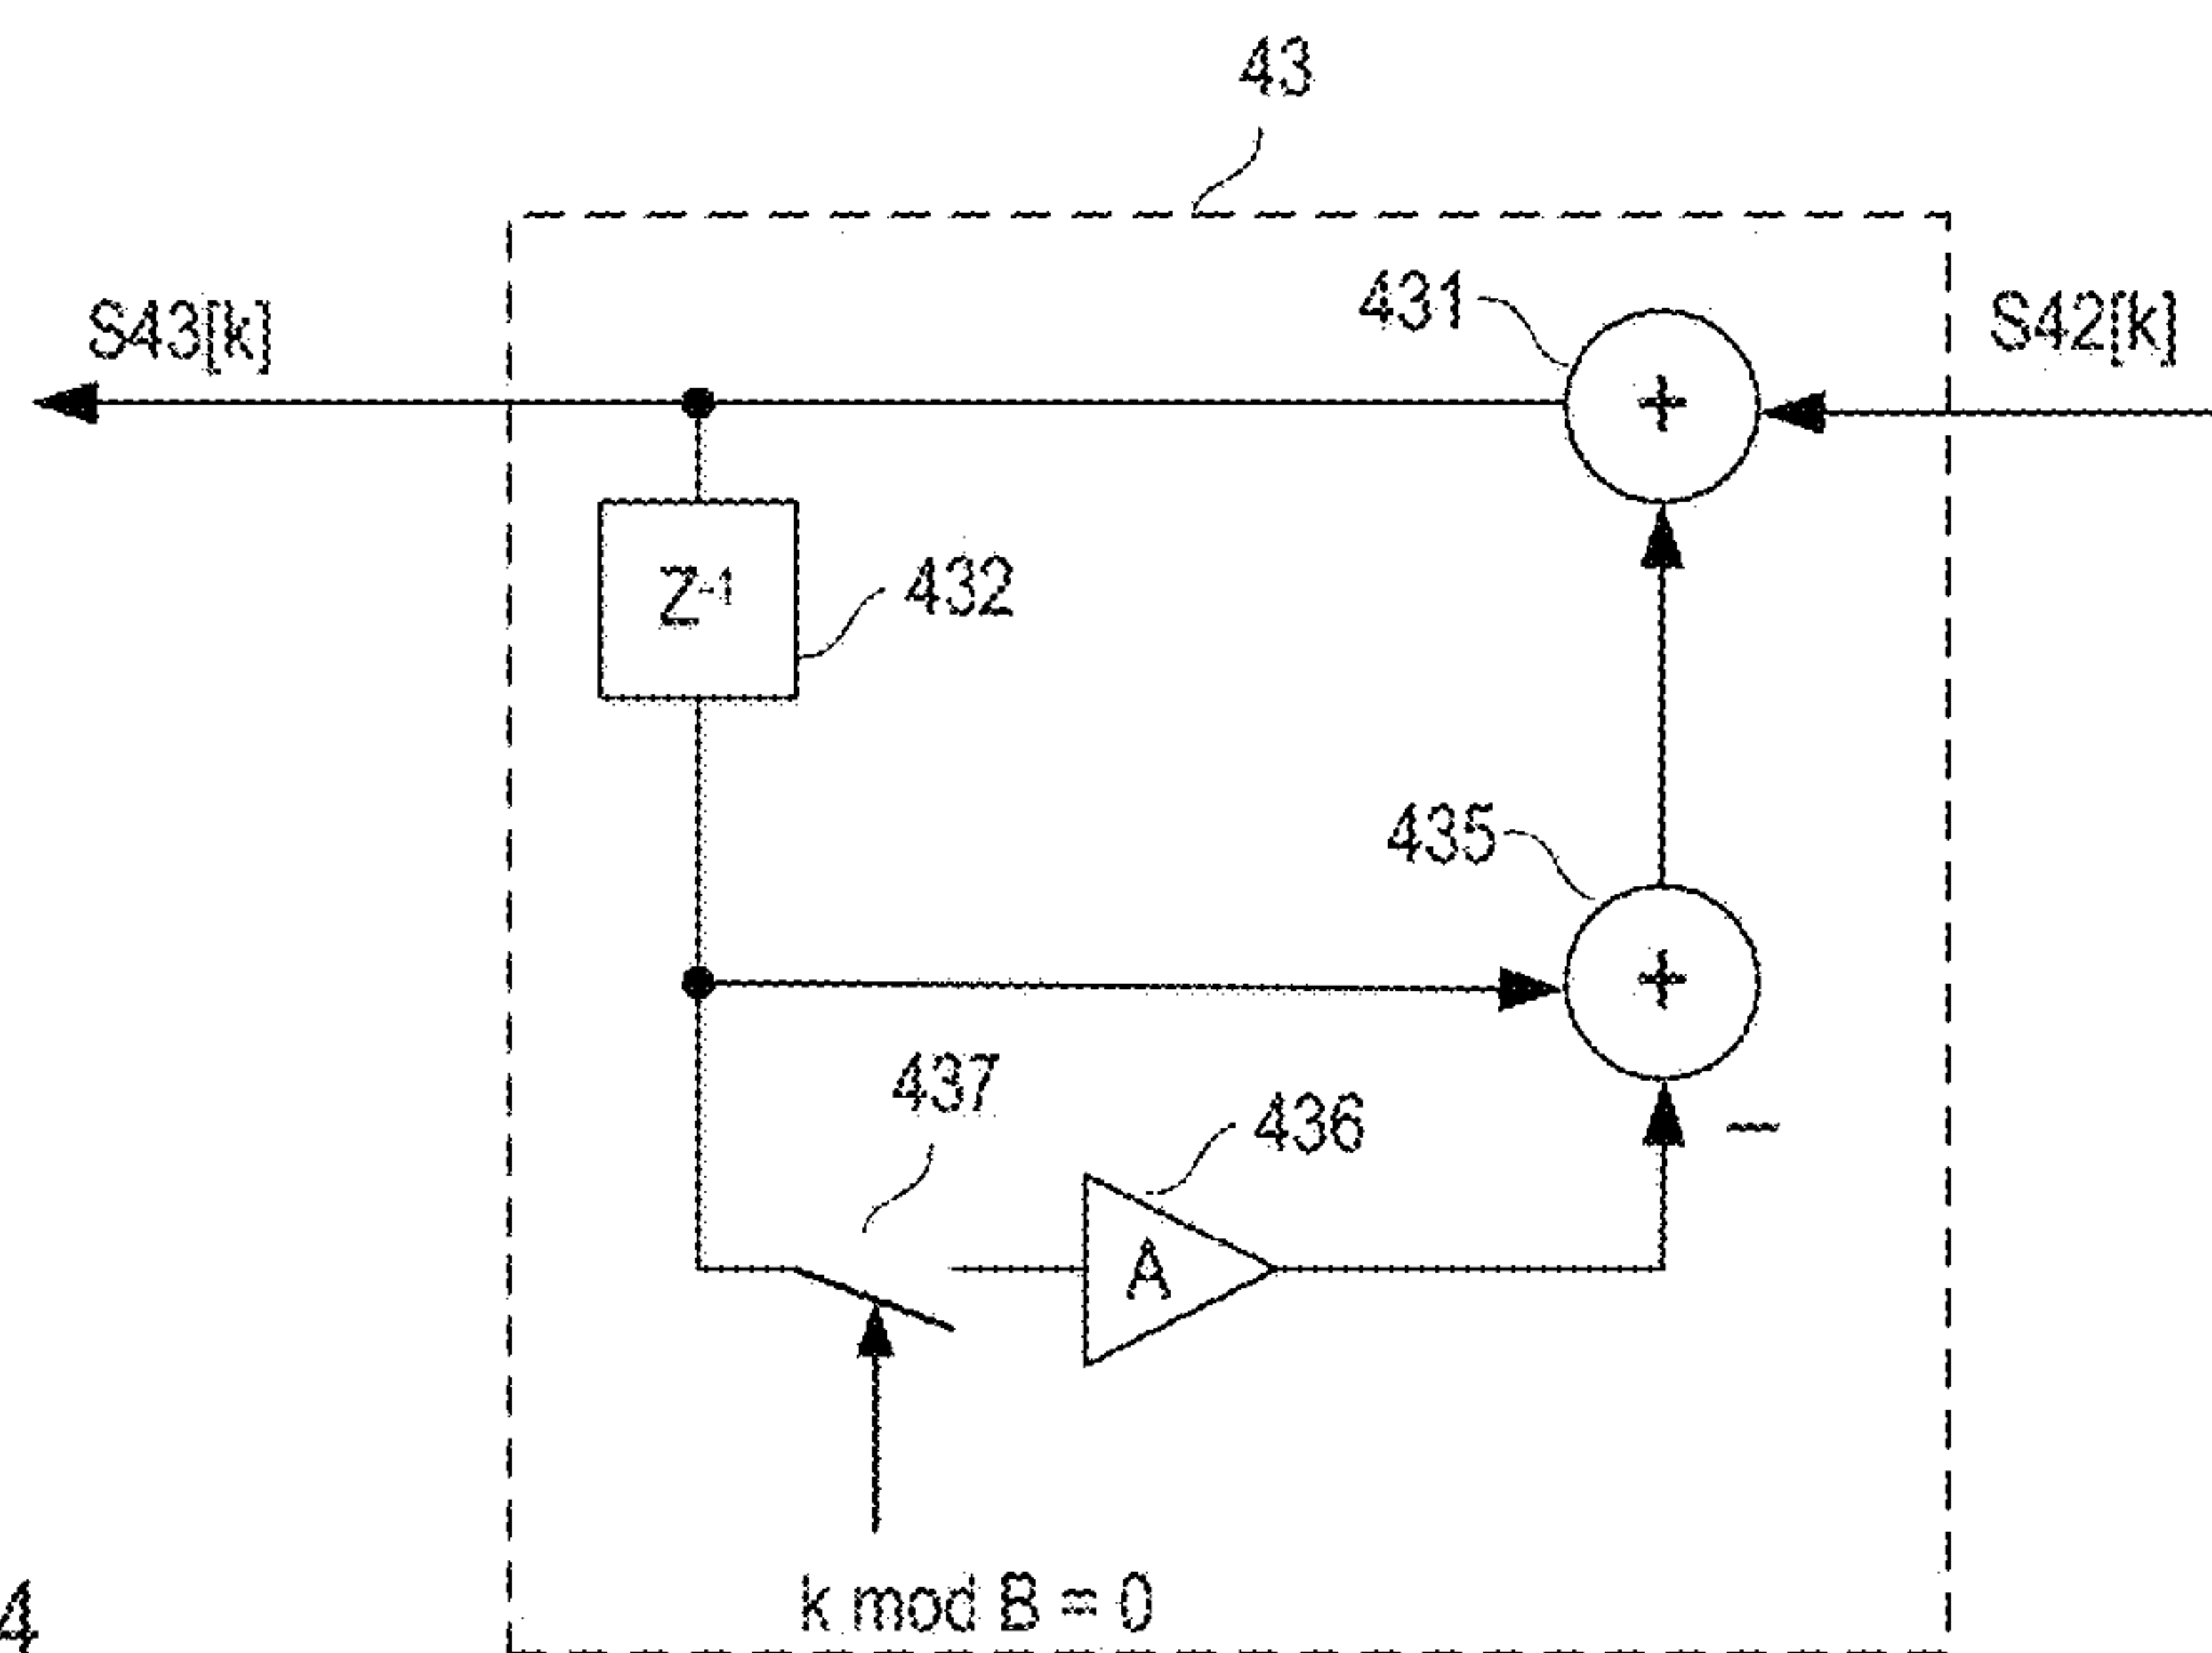 43
431
S43[k]
S42[k]
+
Z-1
432
435
+
437
436
—
A
k mod B = 0
4